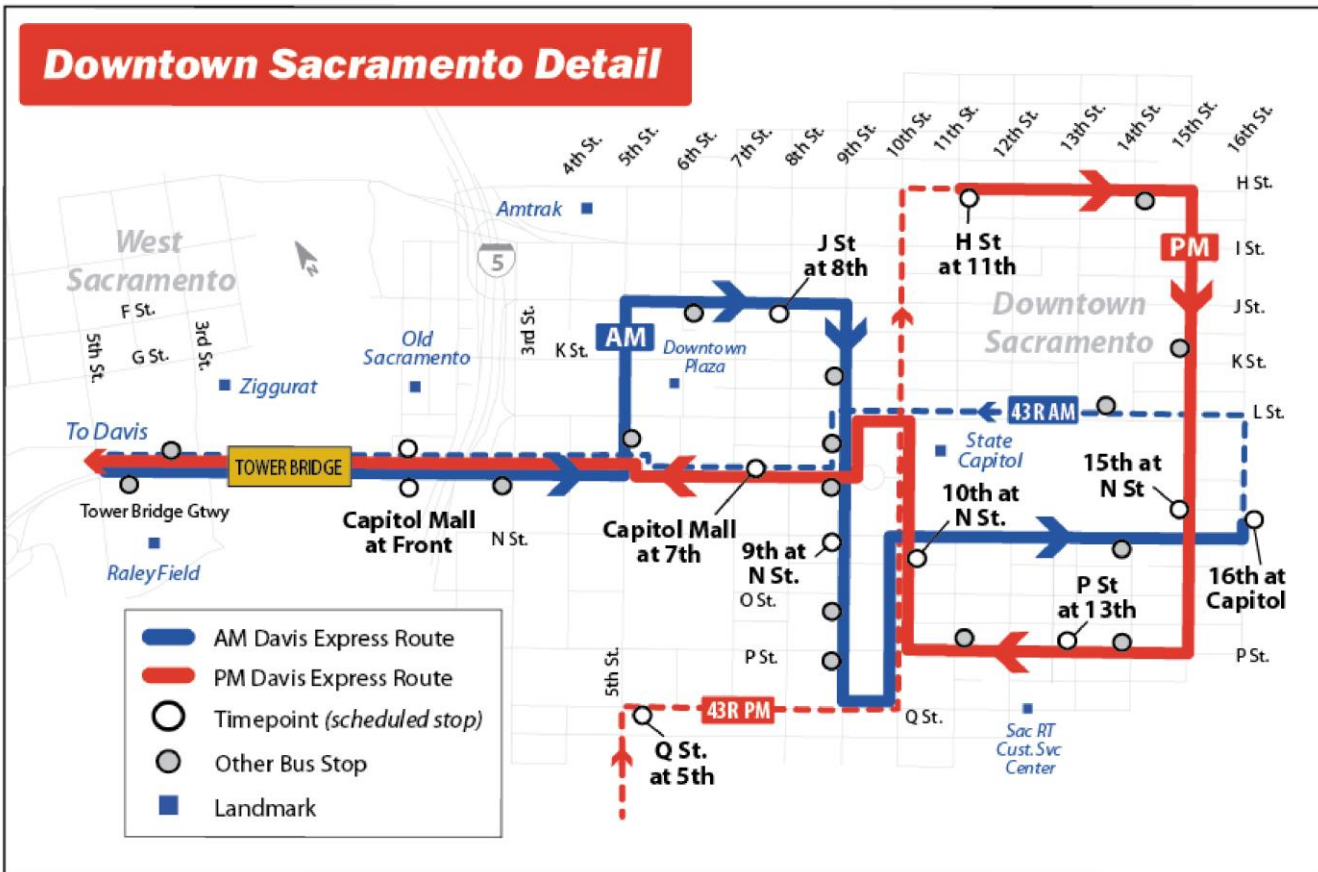 Downtown Sacramento Detail
4th St.
5th St.
6th St.
7th St.
8th St.
9th St.
10th St.
11th St.
12th St.
13th St.
14th St.
15th St.
16th St.
H St.
I St.
J St.
K St.
L St.
P St.
West
Sacramento
F St.
G St.
5th St.
3rd St.
N
Amtrak
5
3rd St.
K St.
AM
J St
at 8th
H St
at 11th
PM
Downtown
Sacramento
Old
Sacramento
Downtown
Plaza
Ziggurat
43R AM
State
Capitol
To Davis
TOWER BRIDGE
Tower Bridge Gtwy
Raley Field
Capitol Mall
at Front
N St.
Capitol Mall
at 7th
9th at
N St.
10th at
N St.
15th at
N St
16th at
Capitol
P St
at 13th
O St.
P St.
5th St.
43R PM
Q St.
Q St.
at 5th
Sac RT
Cust. Svc
Center
AM Davis Express Route
PM Davis Express Route
Timepoint (scheduled stop)
Other Bus Stop
Landmark